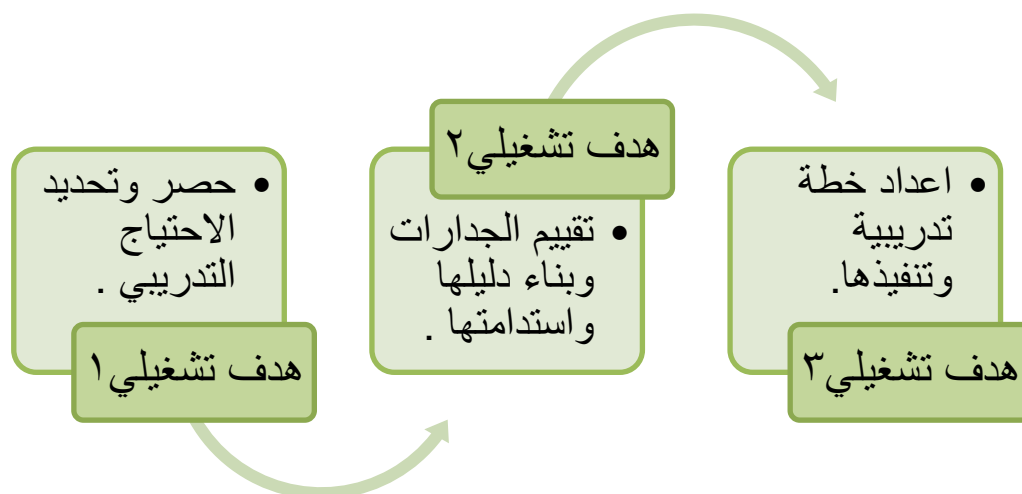 • حصر وتحديد
الاحتياج
التدريبي .
هدف تشغيلي١
هدف تشغيلي٢
• تقييم الجدارات
وبناء دليلها
واستدامتها .
• اعداد خطة
تدريبية
وتنفيذها.
هدف تشغيلي٣